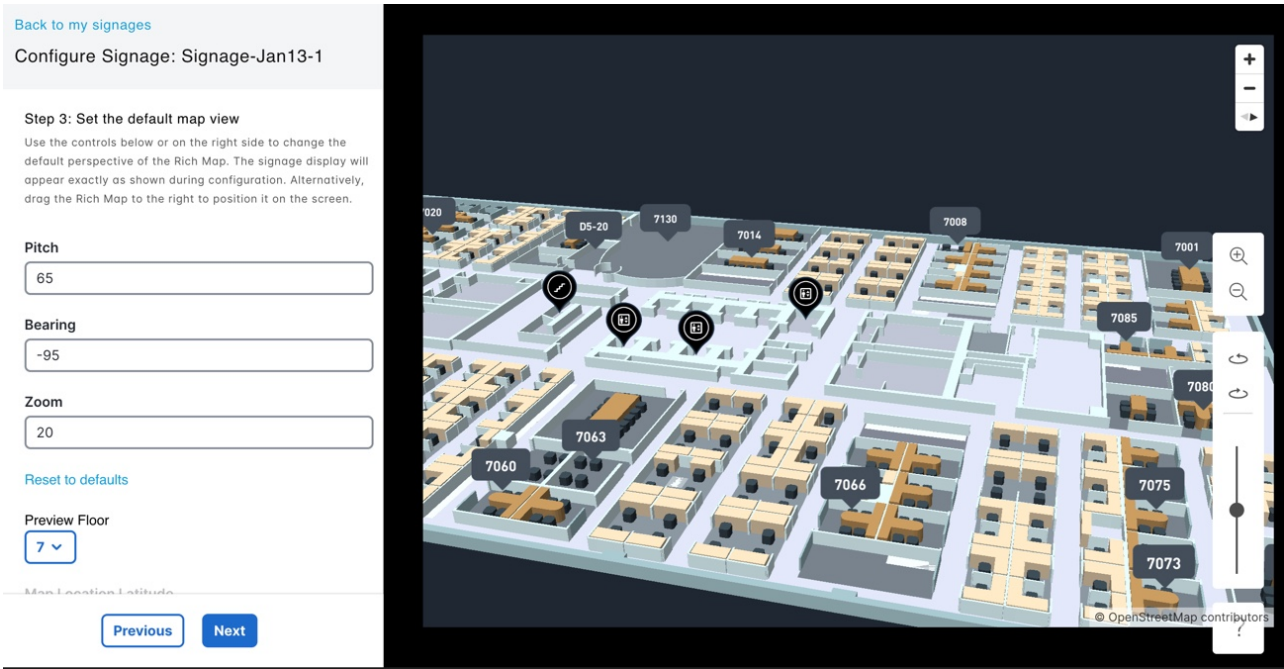 Back to my signages
Configure Signage: Signage-Jan13-1
Step 3: Set the default map view
Use the controls below or on the right side to change the
default perspective of the Rich Map. The signage display will
appear exactly as shown during configuration. Alternatively,
drag the Rich Map to the right to position it on the screen.
Pitch
65
Bearing
-95
Zoom
20
Reset to defaults
Preview Floor
7
Map Location Latitude
Previous
Next
7020
D5-20
7130
7014
7008
7001
7085
7080
7063
7060
7066
7075
7073
© OpenStreetMap contributors
?